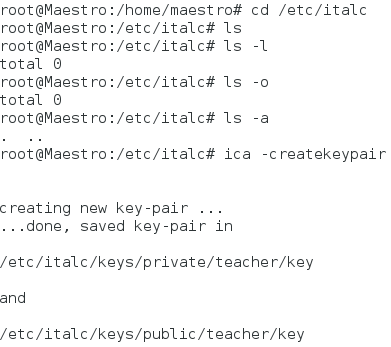 root@Maestro:/home/maestro# cd /etc/italc
root@Maestro:/etc/italc# ls
root@Maestro:/etc/italc# ls -l
total 0
root@Maestro:/etc/italc# ls -o
total 0
root@Maestro:/etc/italc# ls -a
.  ..
root@Maestro:/etc/italc# ica -createkeypair
creating new key-pair ...
...done, saved key-pair in
/etc/italc/keys/private/teacher/key
and
/etc/italc/keys/public/teacher/key